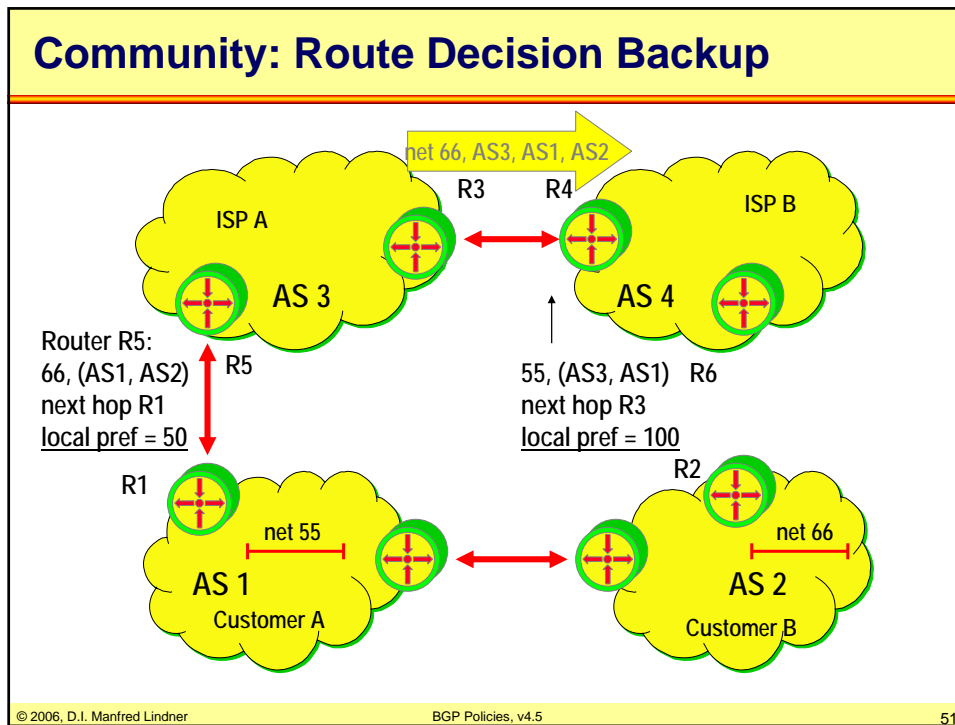 Community: Route Decision Backup
net 66, AS3, AS1, AS2
R3
R4
ISP A
ISP B
AS 3
AS 4
Router R5:
66, (AS1, AS2)
next hop R1
local pref = 50
R5
55, (AS3, AS1)
next hop R3
local pref = 100
R6
R1
R2
net 55
net 66
AS 1
AS 2
Customer A
Customer B
© 2006, D.I. Manfred Lindner
BGP Policies, v4.5
51